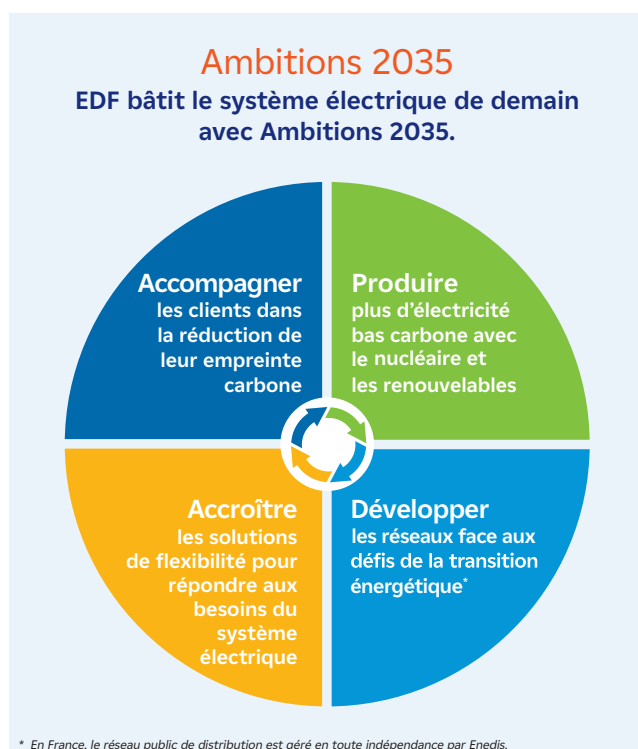 Ambitions 2035
EDF bâtit le système électrique de demain
avec Ambitions 2035.
Accompagner
les clients dans
la réduction de
leur empreinte
carbone
Produire
plus d’électricité
bas carbone avec
le nucléaire et
les renouvelables
Accroître
les solutions
de flexibilité pour
répondre aux
besoins du
système
électrique
Développer
les réseaux face aux
défis de la transition
énergétique*
* En France, le réseau public de distribution est géré en toute indépendance par Enedis.